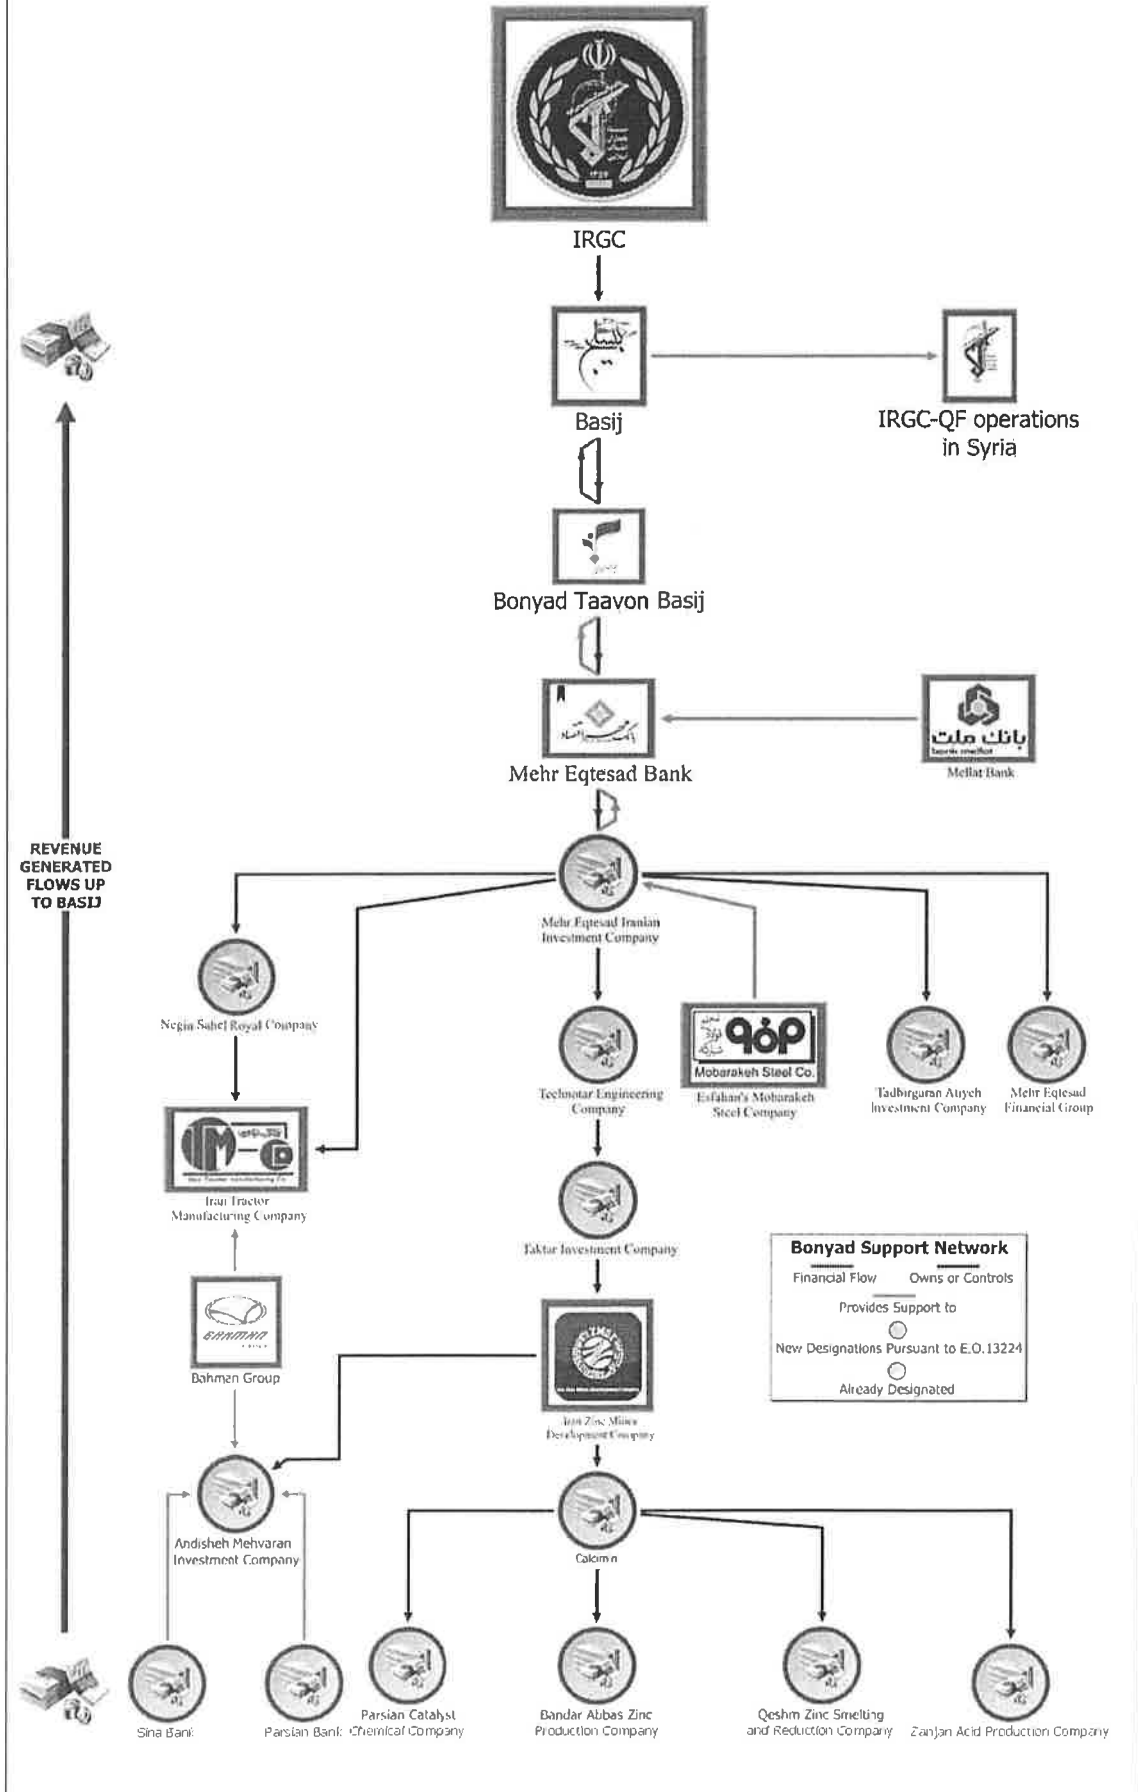 IRGC
Basij
IRGC-QF operations
in Syria
Bonyad Taavon Basij
بانك ملت
bank mellat
Mehr Eqtesad Bank
Mellat Bank
REVENUE
GENERATED
FLOWS UP
TO BASIJ
Mehr Eqtesad Iranian
Investment Company
Negin Sahel Royal Company
Mobarakeh Steel Co.
Technotar Engineering
Company
Esfahan's Mobarakeh
Steel Company
Tadbirgaran Atiyeh
Investment Company
Mehr Eqtesad
Financial Group
Iran Tractor
Manufacturing Company
Taktar Investment Company
Bonyad Support Network
Financial Flow
Owns or Controls
Provides Support to
New Designations Pursuant to E.O.13224
Already Designated
BAHMAN
Bahman Group
Iran Zinc Mines
Development Company
Andisheh Mehvaran
Investment Company
Calcimin
Sina Bank
Parsian Bank
Parsian Catalyst
Chemical Company
Bandar Abbas Zinc
Production Company
Qeshm Zinc Smelting
and Reduction Company
Zanjan Acid Production Company